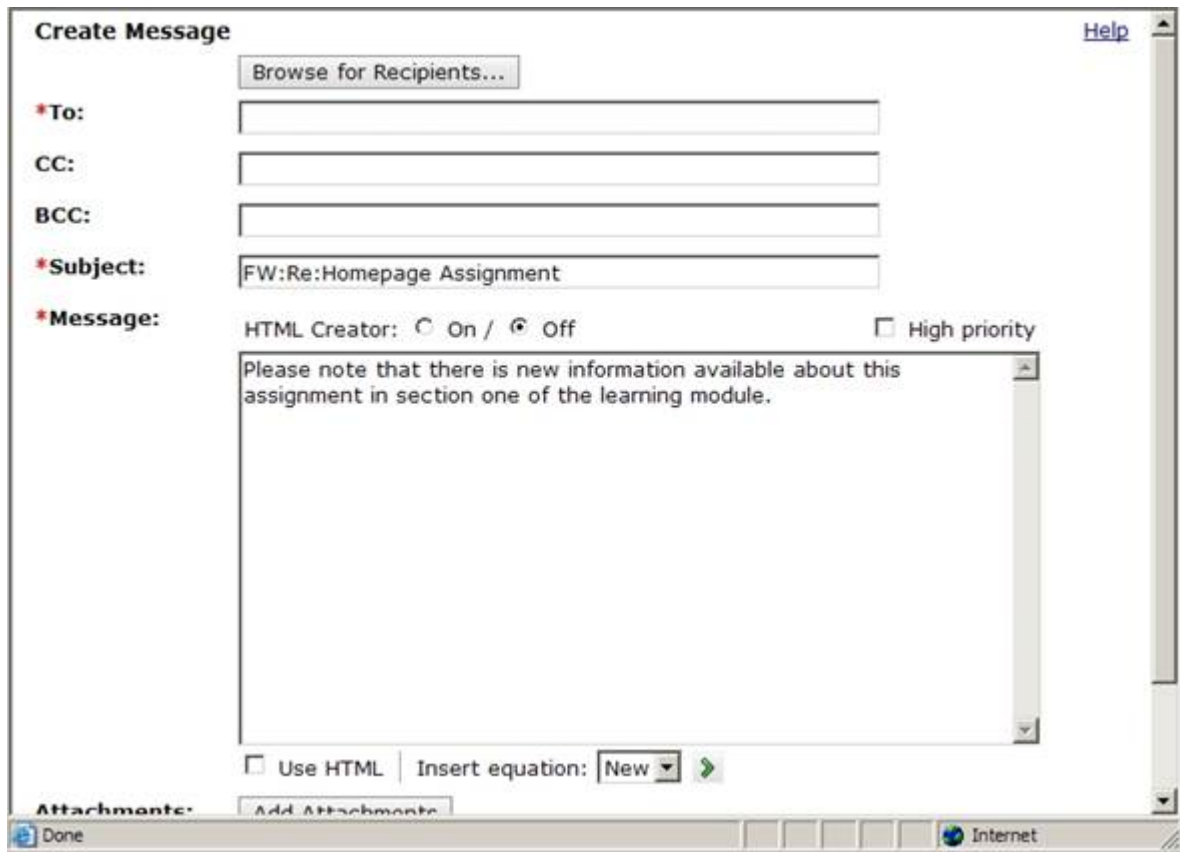 Create Message
Help
Browse for Recipients...
*To:
CC:
BCC:
*Subject:
FW:Re:Homepage Assignment
*Message:
HTML Creator: On / Off
High priority
Please note that there is new information available about this
assignment in section one of the learning module.
Use HTML
Insert equation: New
Attachments:
Add Attachments
Done
Internet